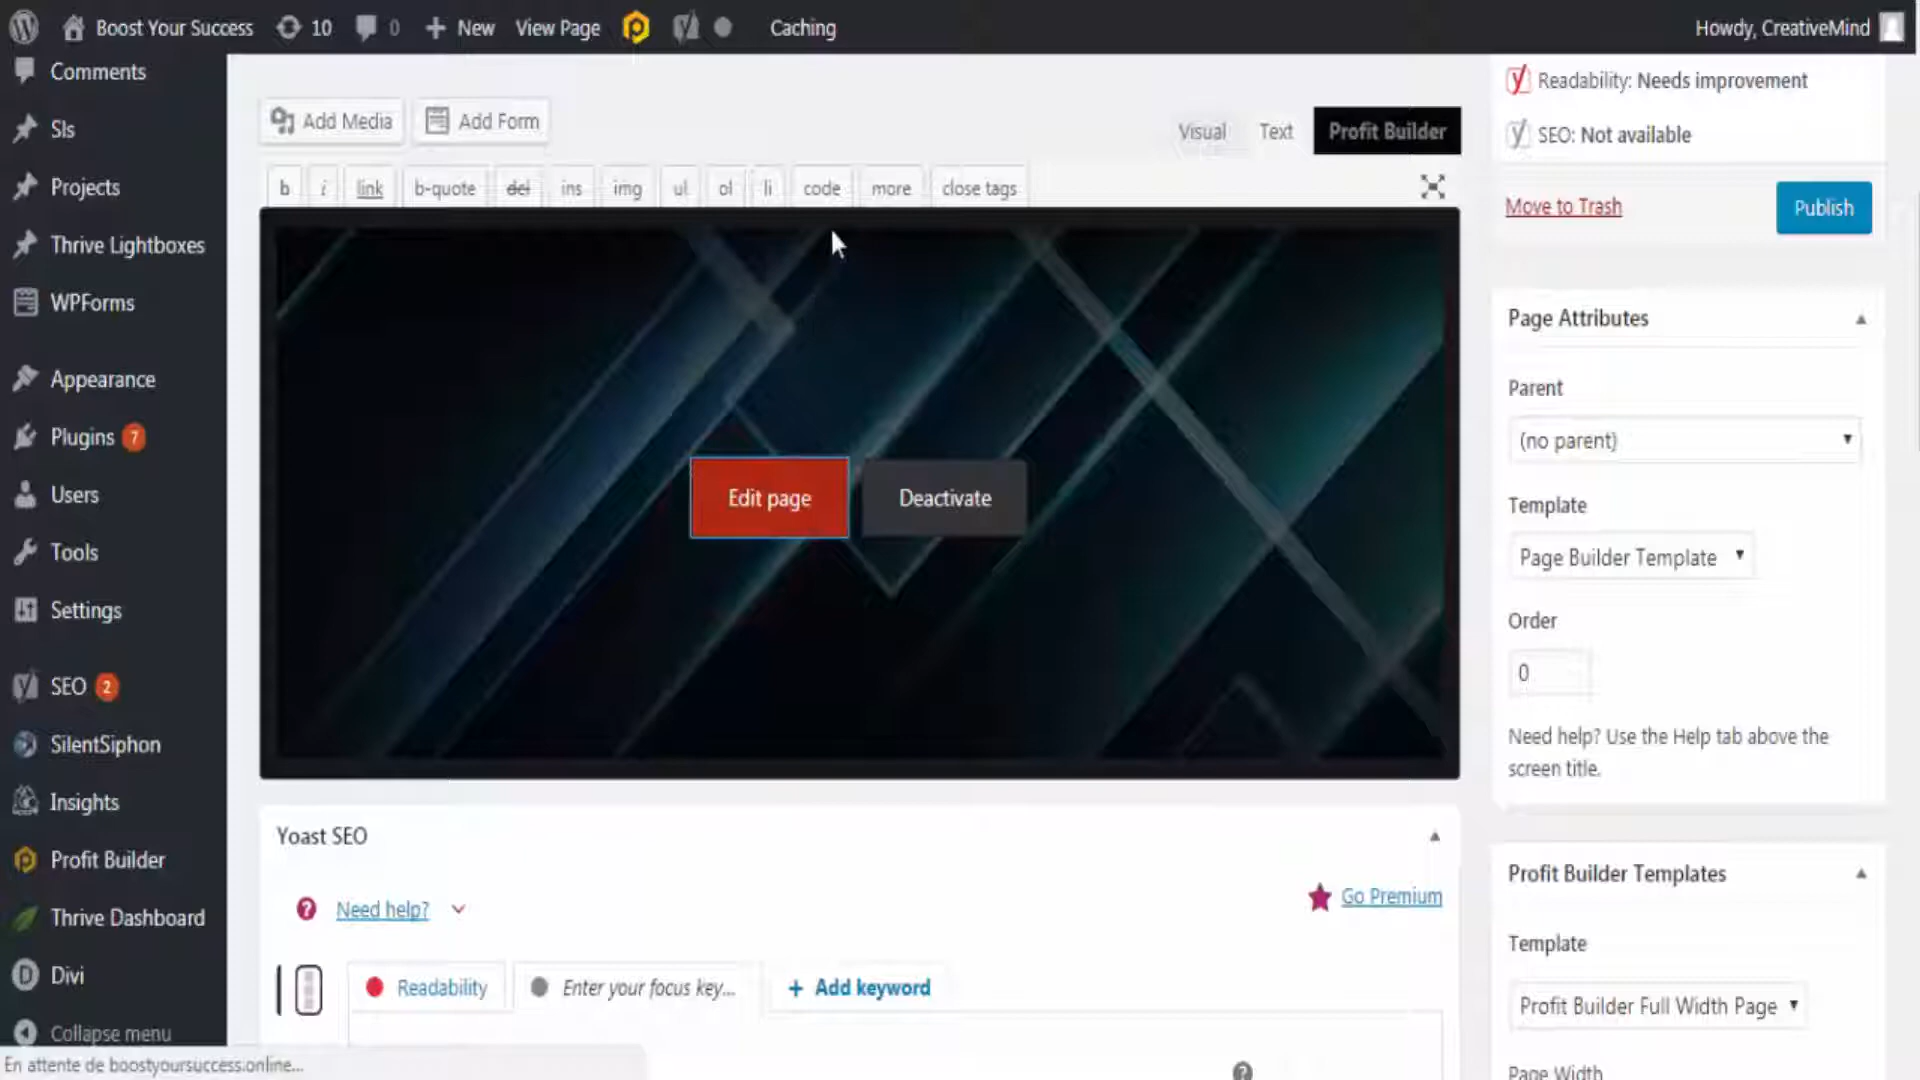 Boost Your Success
10
0
New
View Page
Caching
Howdy, CreativeMind
Comments
Sls
Projects
Thrive Lightboxes
WPForms
Appearance
Plugins 7
Users
Tools
Settings
SEO 2
SilentSiphon
Insights
Profit Builder
Thrive Dashboard
Divi
Collapse menu
En attente de boostyoursuccess.online...
Add Media
Add Form
Visual
Text
Profit Builder
b
i
link
b-quote
del
ins
img
ul
ol
li
code
more
close tags
Edit page
Deactivate
Yoast SEO
Need help?
Go Premium
Readability
Enter your focus key...
+ Add keyword
Readability: Needs improvement
SEO: Not available
Move to Trash
Publish
Page Attributes
Parent
(no parent)
Template
Page Builder Template
Order
0
Need help? Use the Help tab above the
screen title.
Profit Builder Templates
Template
Profit Builder Full Width Page
Page Width